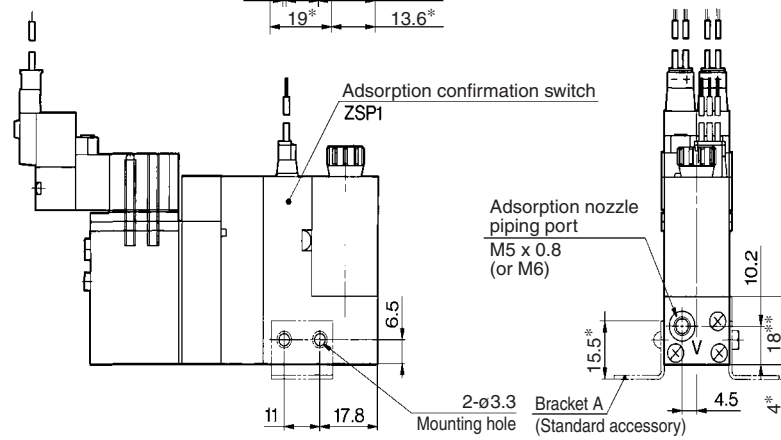 19*
13.6*
Adsorption confirmation switch
ZSP1
Adsorption nozzle
piping port
M5 x 0.8
(or M6)
- +
10.2
6.5
15.5*
18**
V
11
17.8
2-ø3.3
Mounting hole
Bracket A
(Standard accessory)
4.5
4*